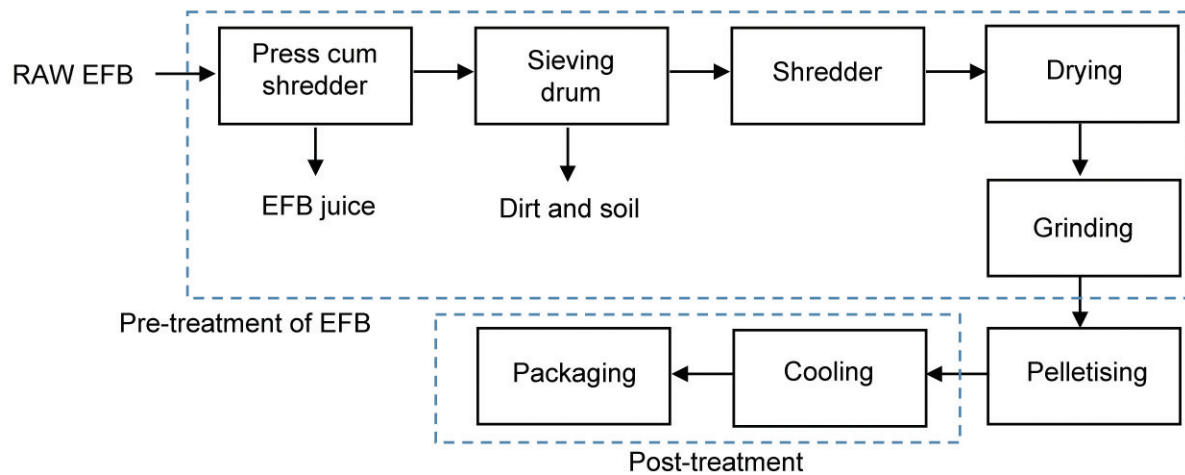 RAW EFB
Press cum
shredder
Sieving
drum
Shredder
Drying
EFB juice
Dirt and soil
Grinding
Pre-treatment of EFB
Packaging
Cooling
Pelletising
Post-treatment